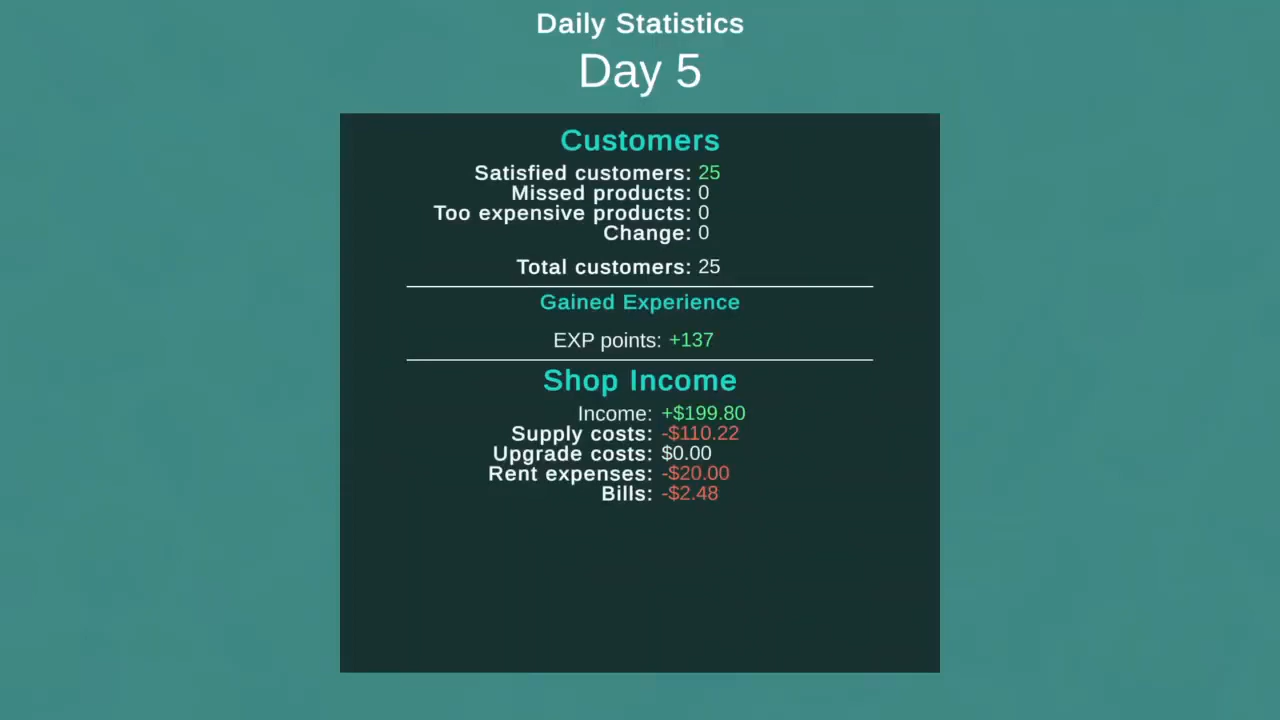 Daily Statistics
Day 5
Customers
Satisfied customers: 25
Missed products: 0
Too expensive products: 0
Change: 0
Total customers: 25
Gained Experience
EXP points: +137
Shop Income
Income: +$199.80
Supply costs: -$110.22
Upgrade costs: $0.00
Rent expenses: -$20.00
Bills: -$2.48